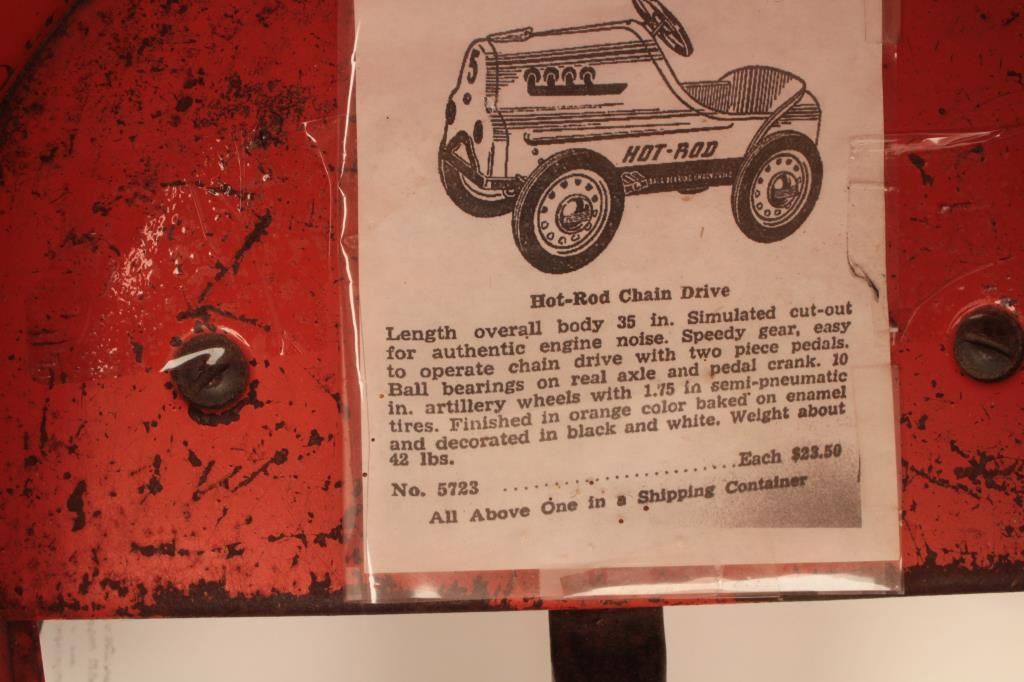 5
HOT-ROD
BALL BEARING CHAIN DRIVE
Hot-Rod Chain Drive
Length overall body 35 in. Simulated cut-out
for authentic engine noise. Speedy gear, easy
to operate chain drive with two piece pedals.
Ball bearings on real axle and pedal crank. 10
in. artillery wheels with 1.75 in semi-pneumatic
tires. Finished in orange color baked on enamel
and decorated in black and white. Weight about
42 lbs.
No. 5723 ..............................Each $23.50
All Above One in a Shipping Container